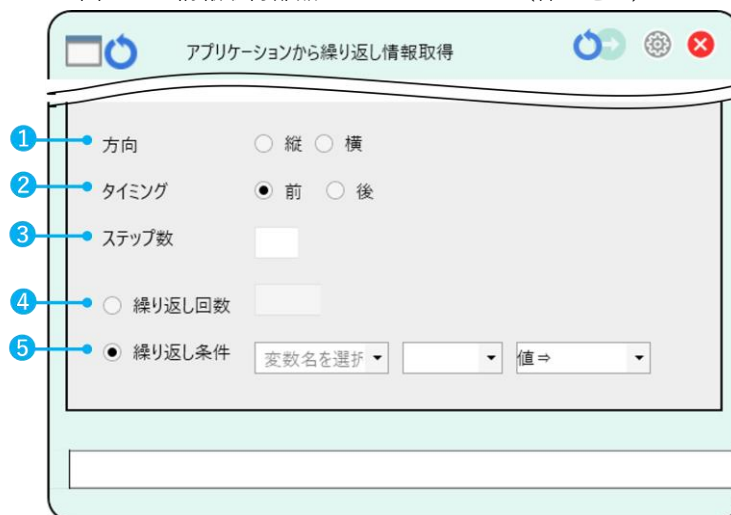 アプリケーションから繰り返し情報取得
1 方向 縦 横
2 タイミング 前 後
3 ステップ数
4 繰り返し回数
5 繰り返し条件 変数名を選択 値⇒